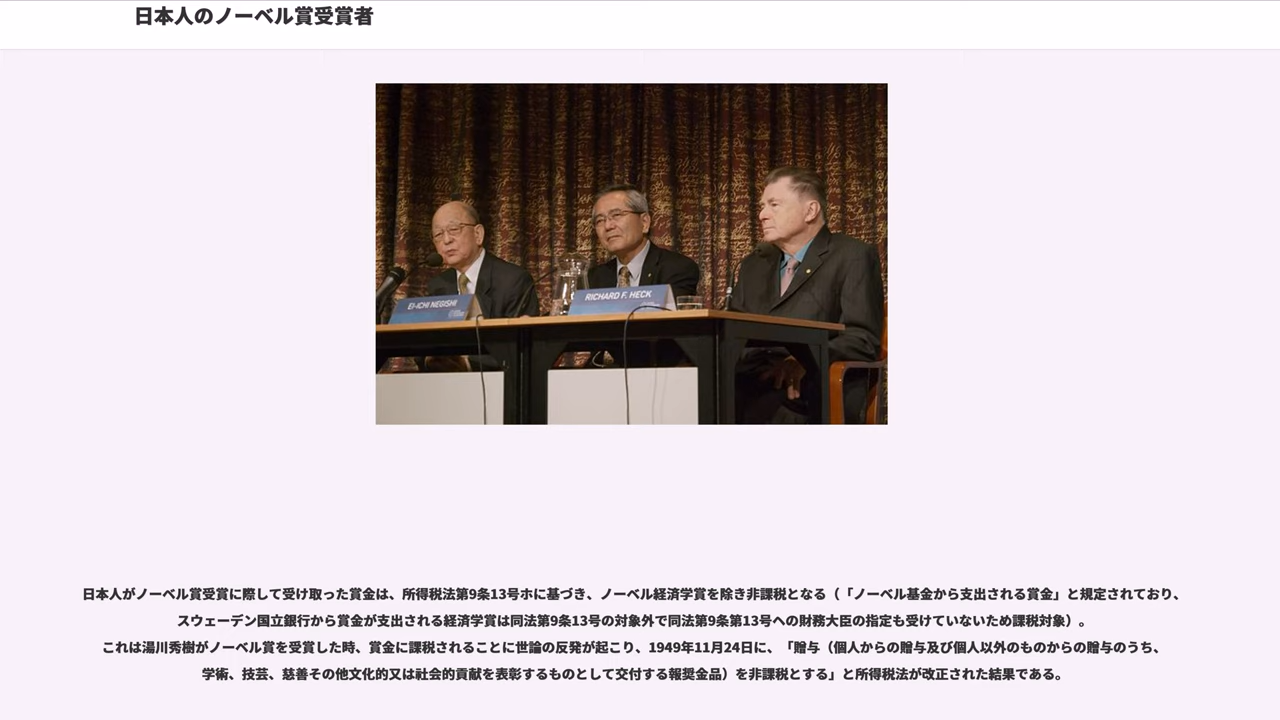 日本人のノーベル賞受賞者
EI-ICHI NEGISHI
RICHARD F. HECK
日本人がノーベル賞受賞に際して受け取った賞金は、所得税法第9条13号ホに基づき、ノーベル経済学賞を除き非課税となる（「ノーベル基金から支出される賞金」と規定されており、
スウェーデン国立銀行から賞金が支出される経済学賞は同法第9条13号の対象外で同法第9条第13号への財務大臣の指定も受けていないため課税対象）。
これは湯川秀樹がノーベル賞を受賞した時、賞金に課税されることに世論の反発が起こり、1949年11月24日に、「贈与（個人からの贈与及び個人以外のものからの贈与のうち、
学術、技芸、慈善その他文化的又は社会的貢献を表彰するものとして交付する報奨金品）を非課税とする」と所得税法が改正された結果である。